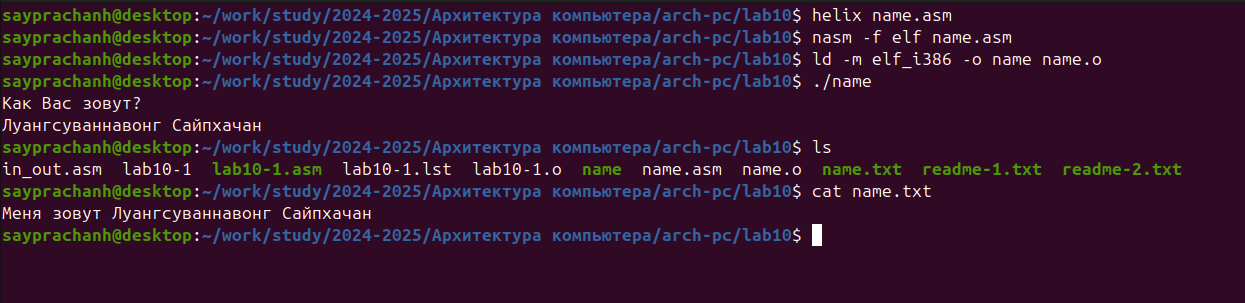 sayprachanh@desktop:~/work/study/2024-2025/Архитектура компьютера/arch-pc/lab10$ helix name.asm
sayprachanh@desktop:~/work/study/2024-2025/Архитектура компьютера/arch-pc/lab10$ nasm -f elf name.asm
sayprachanh@desktop:~/work/study/2024-2025/Архитектура компьютера/arch-pc/lab10$ ld -m elf_i386 -o name name.o
sayprachanh@desktop:~/work/study/2024-2025/Архитектура компьютера/arch-pc/lab10$ ./name
Как Вас зовут?
Луангсуваннавонг Сайпхачан
sayprachanh@desktop:~/work/study/2024-2025/Архитектура компьютера/arch-pc/lab10$ ls
in_out.asm  lab10-1  lab10-1.asm  lab10-1.lst  lab10-1.o  name  name.asm  name.o  name.txt  readme-1.txt  readme-2.txt
sayprachanh@desktop:~/work/study/2024-2025/Архитектура компьютера/arch-pc/lab10$ cat name.txt
Меня зовут Луангсуваннавонг Сайпхачан
sayprachanh@desktop:~/work/study/2024-2025/Архитектура компьютера/arch-pc/lab10$